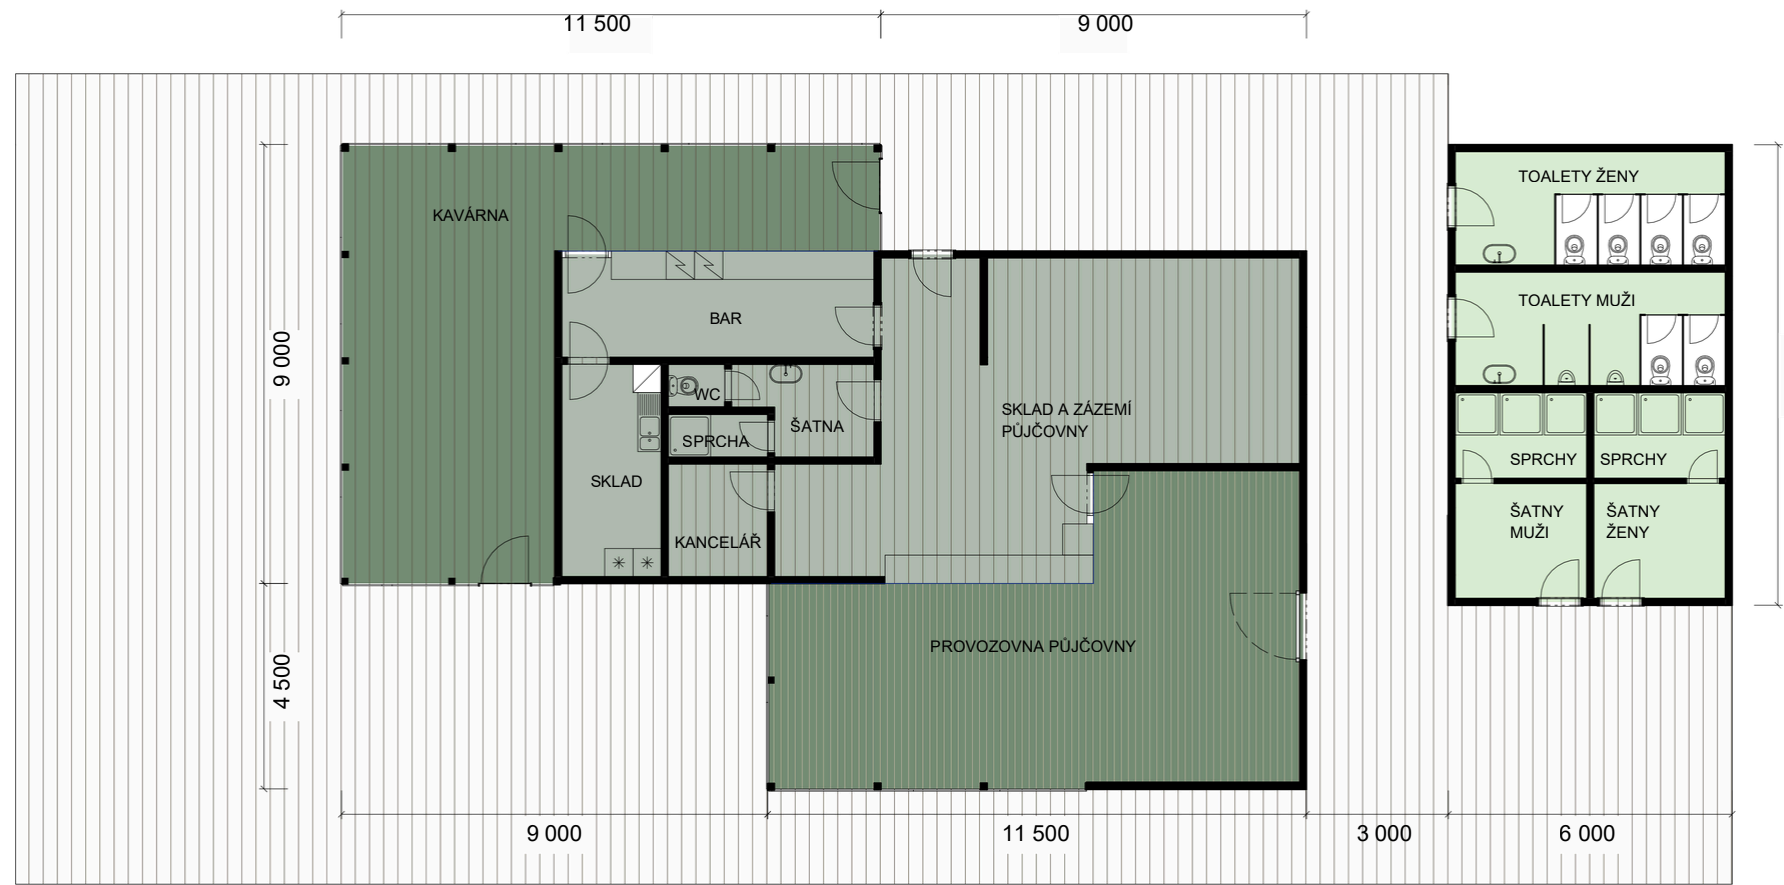 11 500
9 000
TOALETY ŽENY
KAVÁRNA
TOALETY MUŽI
BAR
9 000
WC
SKLAD A ZÁZEMÍ
PŮJČOVNY
ŠATNA
SPRCHA
SPRCHY
SPRCHY
SKLAD
ŠATNY
MUŽI
ŠATNY
ŽENY
KANCELÁŘ
PROVOZOVNA PŮJČOVNY
4 500
9 000
11 500
3 000
6 000